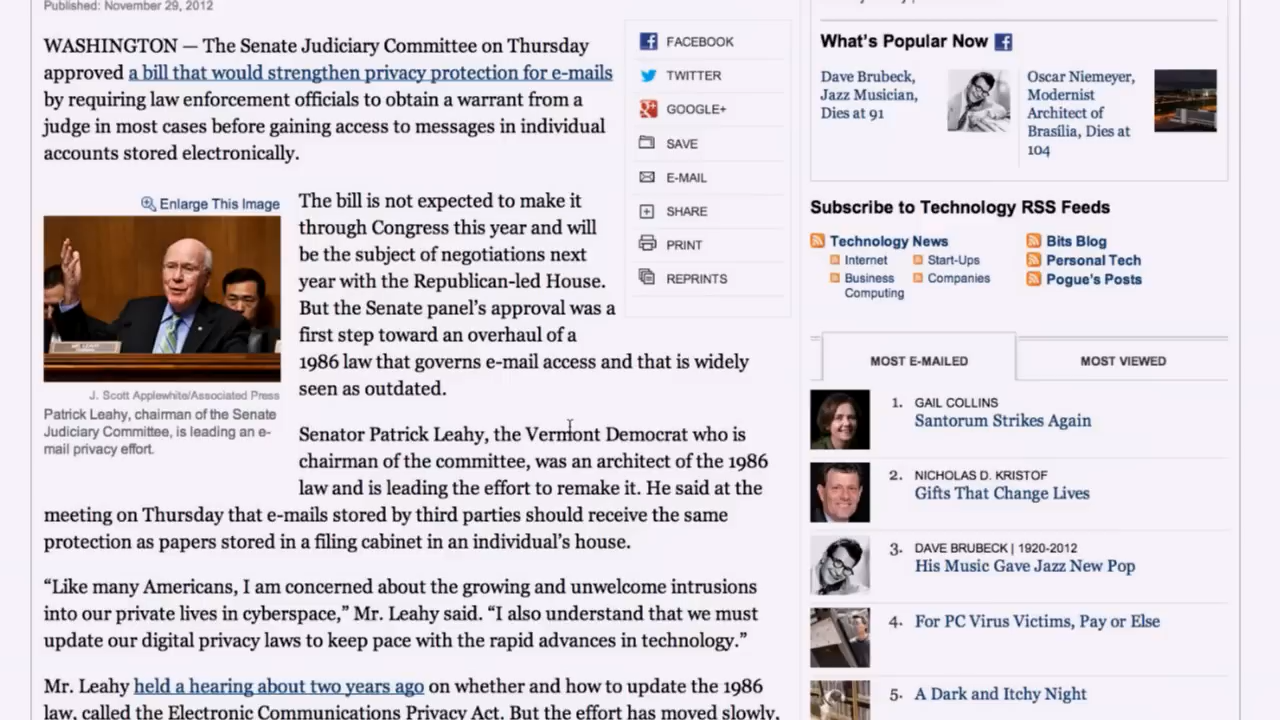 Published: November 29, 2012
WASHINGTON — The Senate Judiciary Committee on Thursday
approved a bill that would strengthen privacy protection for e-mails
by requiring law enforcement officials to obtain a warrant from a
judge in most cases before gaining access to messages in individual
accounts stored electronically.
Enlarge This Image
J. Scott Applewhite/Associated Press
Patrick Leahy, chairman of the Senate
Judiciary Committee, is leading an e-
mail privacy effort.
The bill is not expected to make it
through Congress this year and will
be the subject of negotiations next
year with the Republican-led House.
But the Senate panel’s approval was a
first step toward an overhaul of a
1986 law that governs e-mail access and that is widely
seen as outdated.
Senator Patrick Leahy, the Vermont Democrat who is
chairman of the committee, was an architect of the 1986
law and is leading the effort to remake it. He said at the
meeting on Thursday that e-mails stored by third parties should receive the same
protection as papers stored in a filing cabinet in an individual’s house.
“Like many Americans, I am concerned about the growing and unwelcome intrusions
into our private lives in cyberspace,” Mr. Leahy said. “I also understand that we must
update our digital privacy laws to keep pace with the rapid advances in technology.”
Mr. Leahy held a hearing about two years ago on whether and how to update the 1986
law, called the Electronic Communications Privacy Act. But the effort has moved slowly,
FACEBOOK
TWITTER
GOOGLE+
SAVE
E-MAIL
SHARE
PRINT
REPRINTS
What’s Popular Now
Dave Brubeck,
Jazz Musician,
Dies at 91
Oscar Niemeyer,
Modernist
Architect of
Brasília, Dies at
104
Subscribe to Technology RSS Feeds
Technology News
Internet
Start-Ups
Business
Computing
Companies
Bits Blog
Personal Tech
Pogue's Posts
MOST E-MAILED
MOST VIEWED
1. GAIL COLLINS
Santorum Strikes Again
2. NICHOLAS D. KRISTOF
Gifts That Change Lives
3. DAVE BRUBECK | 1920-2012
His Music Gave Jazz New Pop
4. For PC Virus Victims, Pay or Else
5. A Dark and Itchy Night